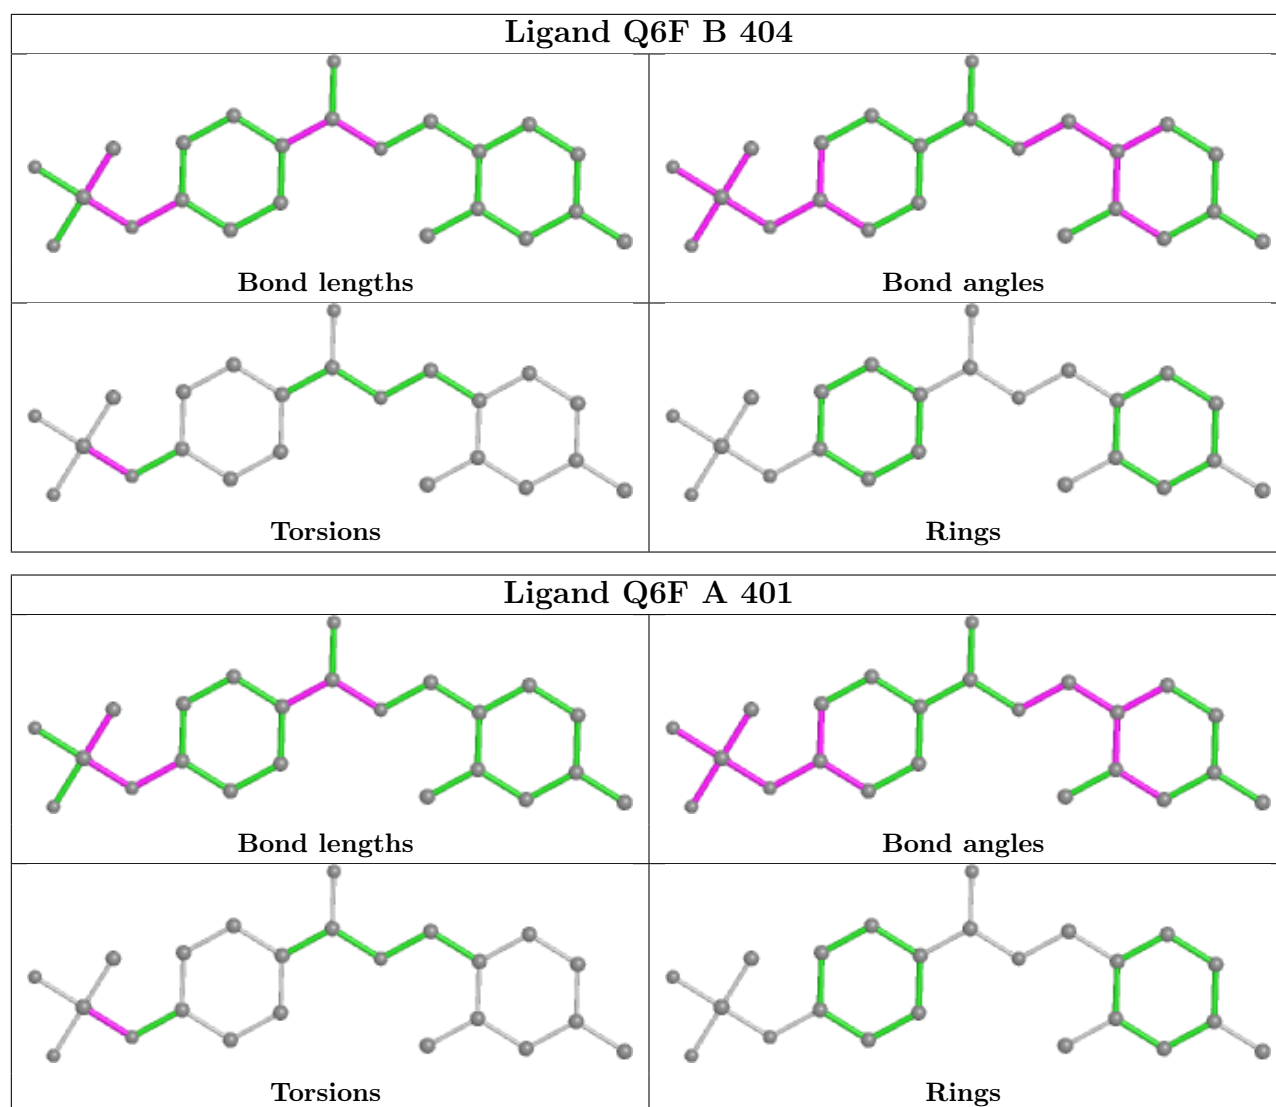 Ligand Q6F B 404
Bond lengths
Bond angles
Torsions
Rings
Ligand Q6F A 401
Bond lengths
Bond angles
Torsions
Rings